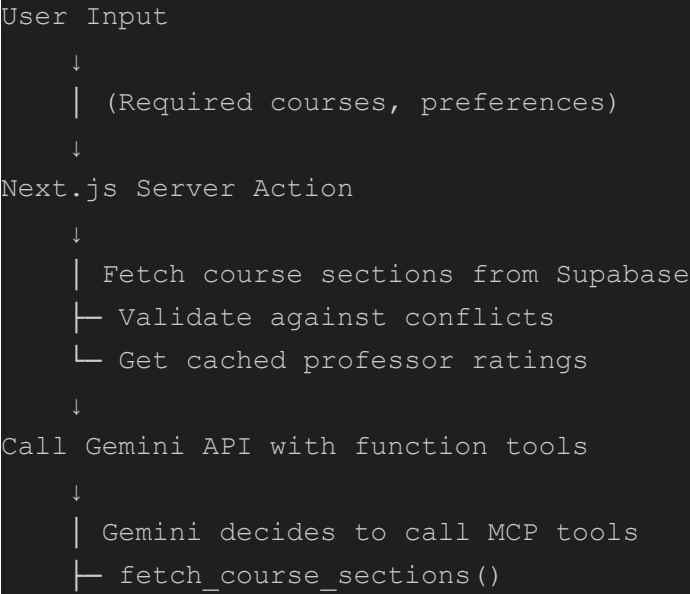 User Input
↓
│ (Required courses, preferences)
↓
Next.js Server Action
↓
│ Fetch course sections from Supabase
├─ Validate against conflicts
└─ Get cached professor ratings
↓
Call Gemini API with function tools
↓
│ Gemini decides to call MCP tools
├─ fetch_course_sections()